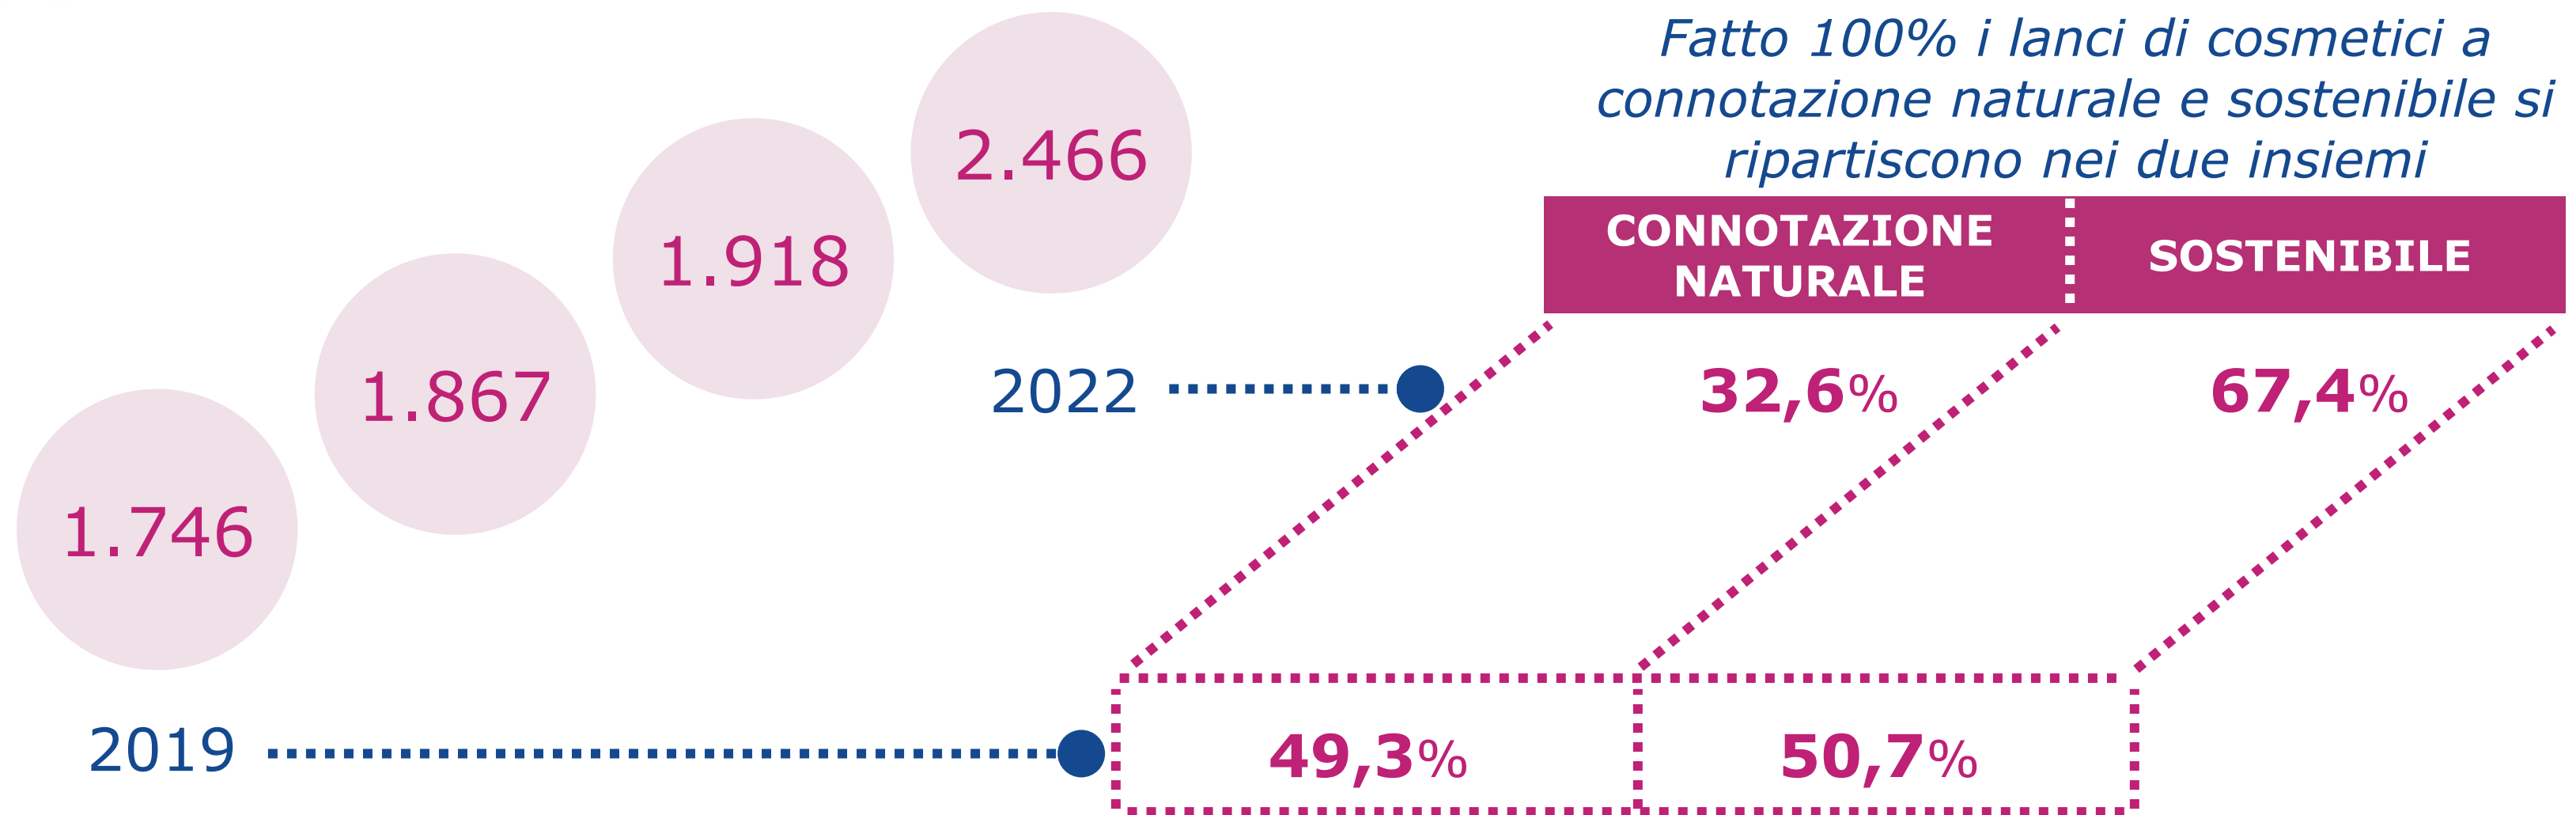 Fatto 100% i lanci di cosmetici a
connotazione naturale e sostenibile si
ripartiscono nei due insiemi
2.466
1.918
1.867
1.746
CONNOTAZIONE
NATURALE
SOSTENIBILE
2022
32,6%
67,4%
2019
49,3%
50,7%